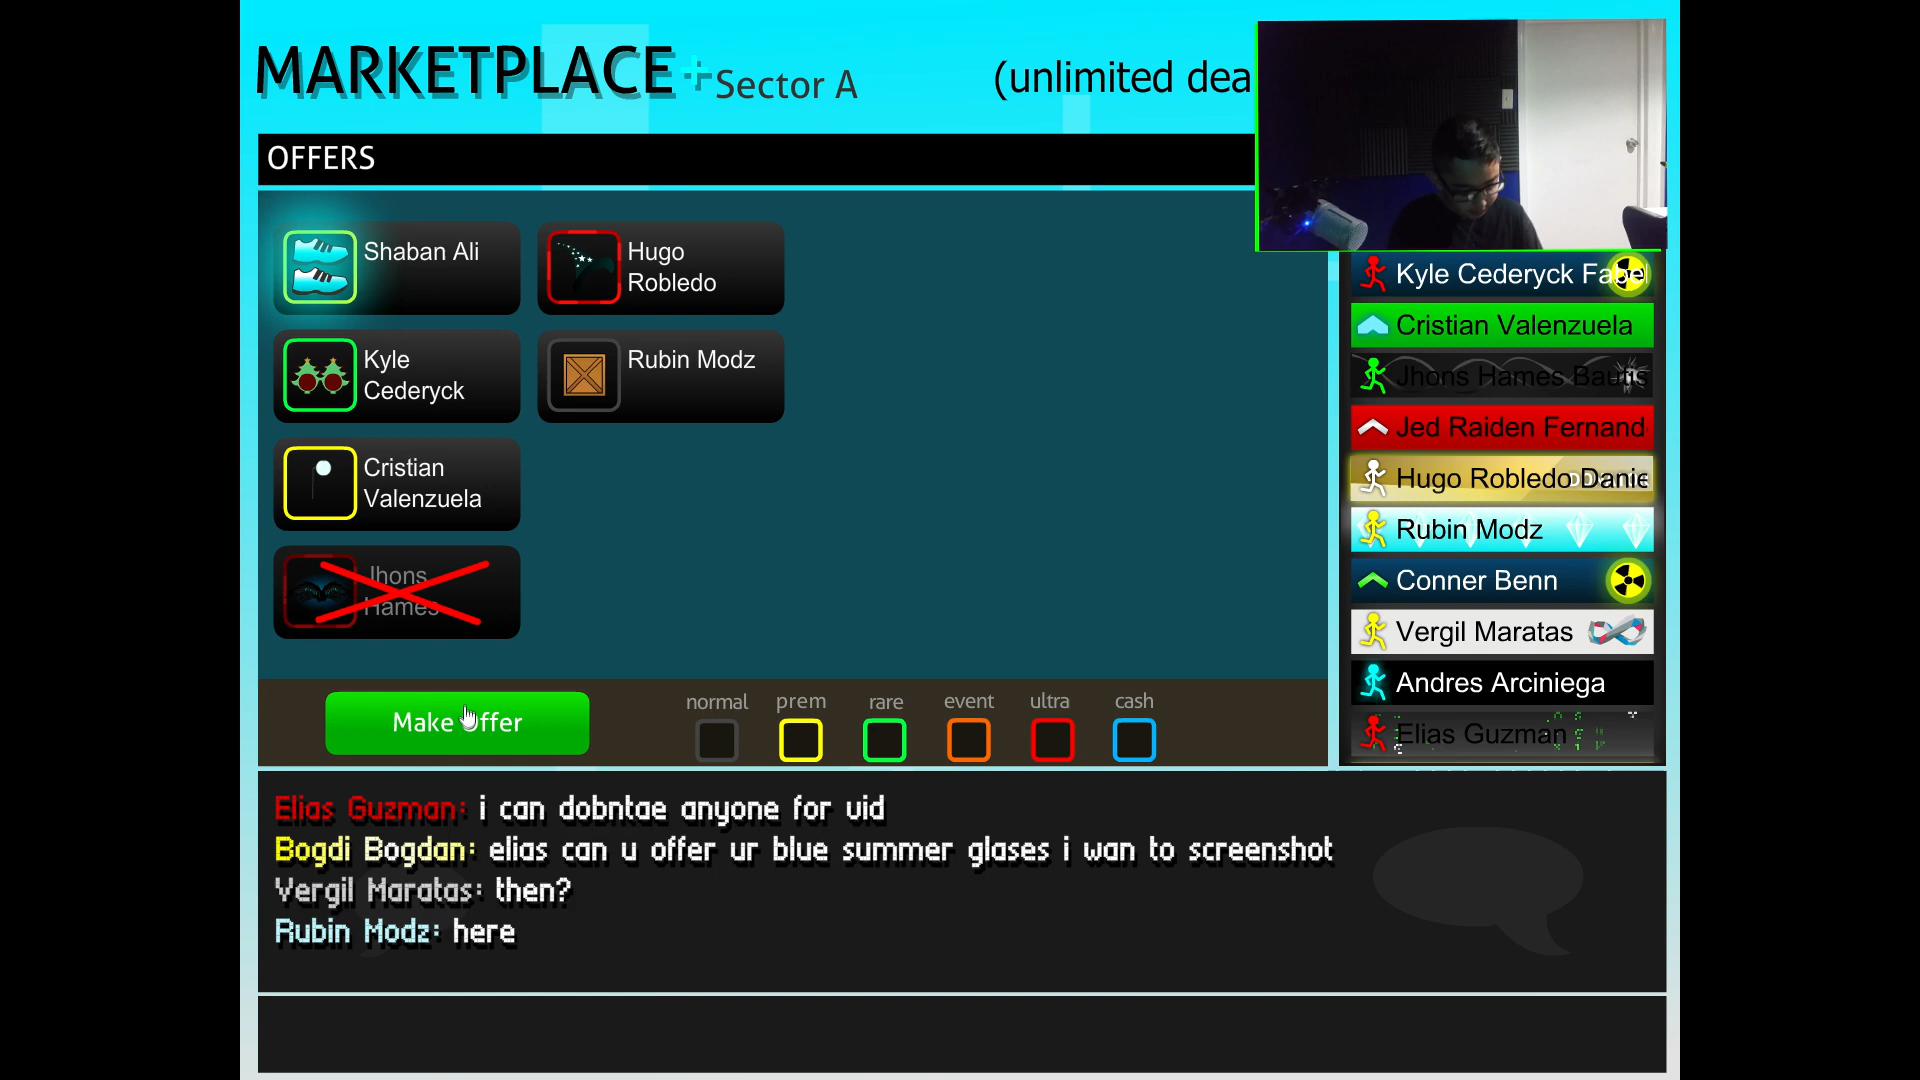 MARKETPLACE+ Sector A (unlimited dea
OFFERS
Shaban Ali
Hugo
Robledo
Kyle
Cederyck
Rubin Modz
Cristian
Valenzuela
Jhons
Hames
Kyle Cederyck Fabel
Cristian Valenzuela
Jhons Hames Bautis
Jed Raiden Fernand
Hugo Robledo Danie
Rubin Modz
Conner Benn
Vergil Maratas
Andres Arciniega
Elias Guzman
Make Offer
normal prem rare event ultra cash
Elias Guzman: i can dobntae anyone for vid
Bogdi Bogdan: elias can u offer ur blue summer glases i wan to screenshot
Vergil Maratas: then?
Rubin Modz: here